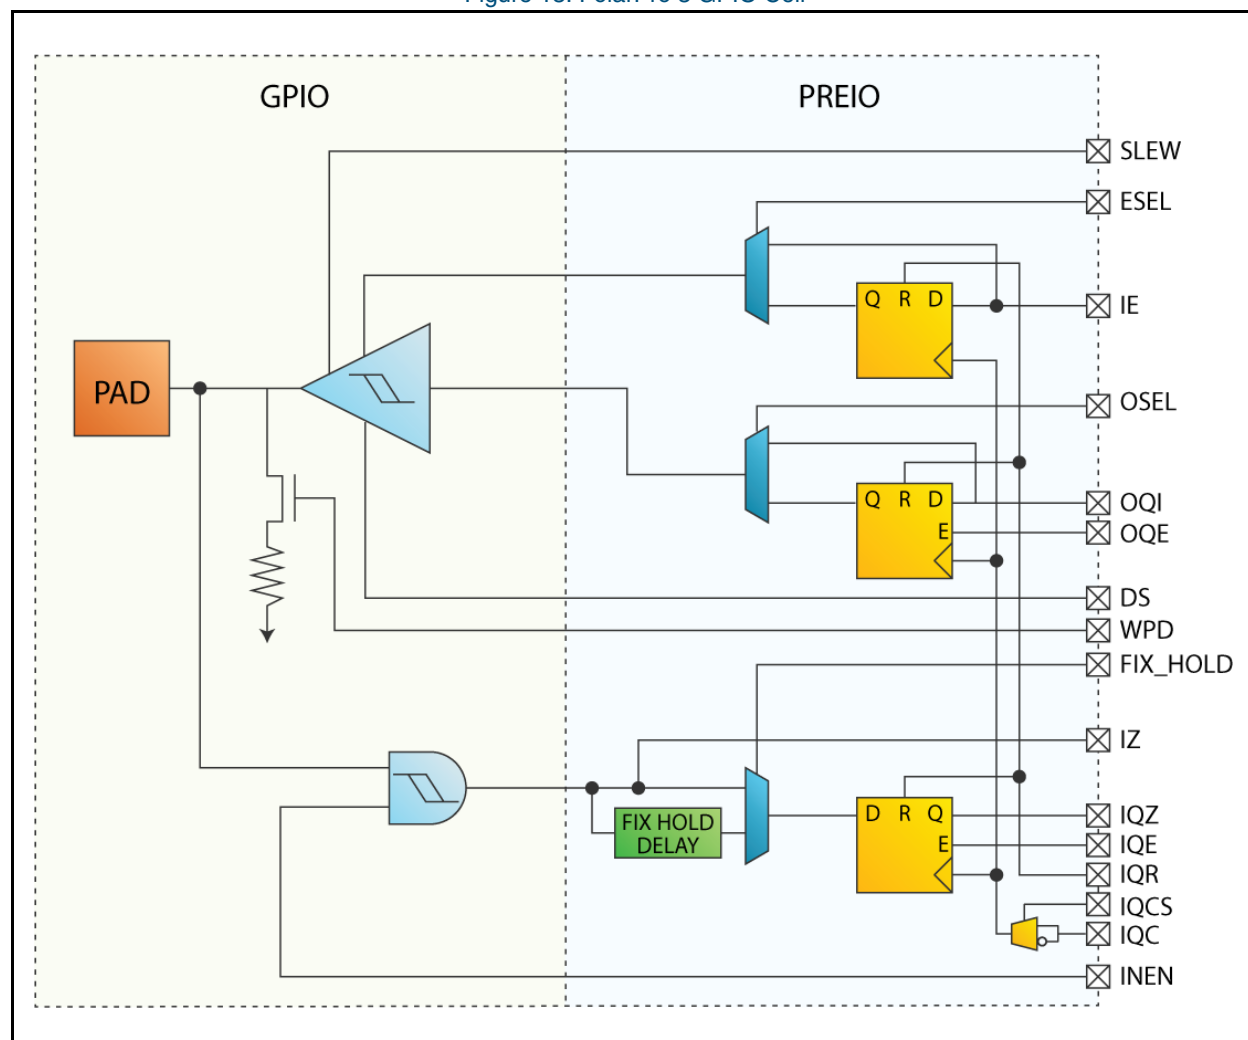 GPIO
PREIO
SLEW
ESEL
Q R D
IE
PAD
OSEL
Q R D
OQI
E
OQE
DS
WPD
FIX_HOLD
IZ
FIX HOLD
DELAY
D R Q
IQZ
E
IQE
IQR
IQCS
IQC
INEN